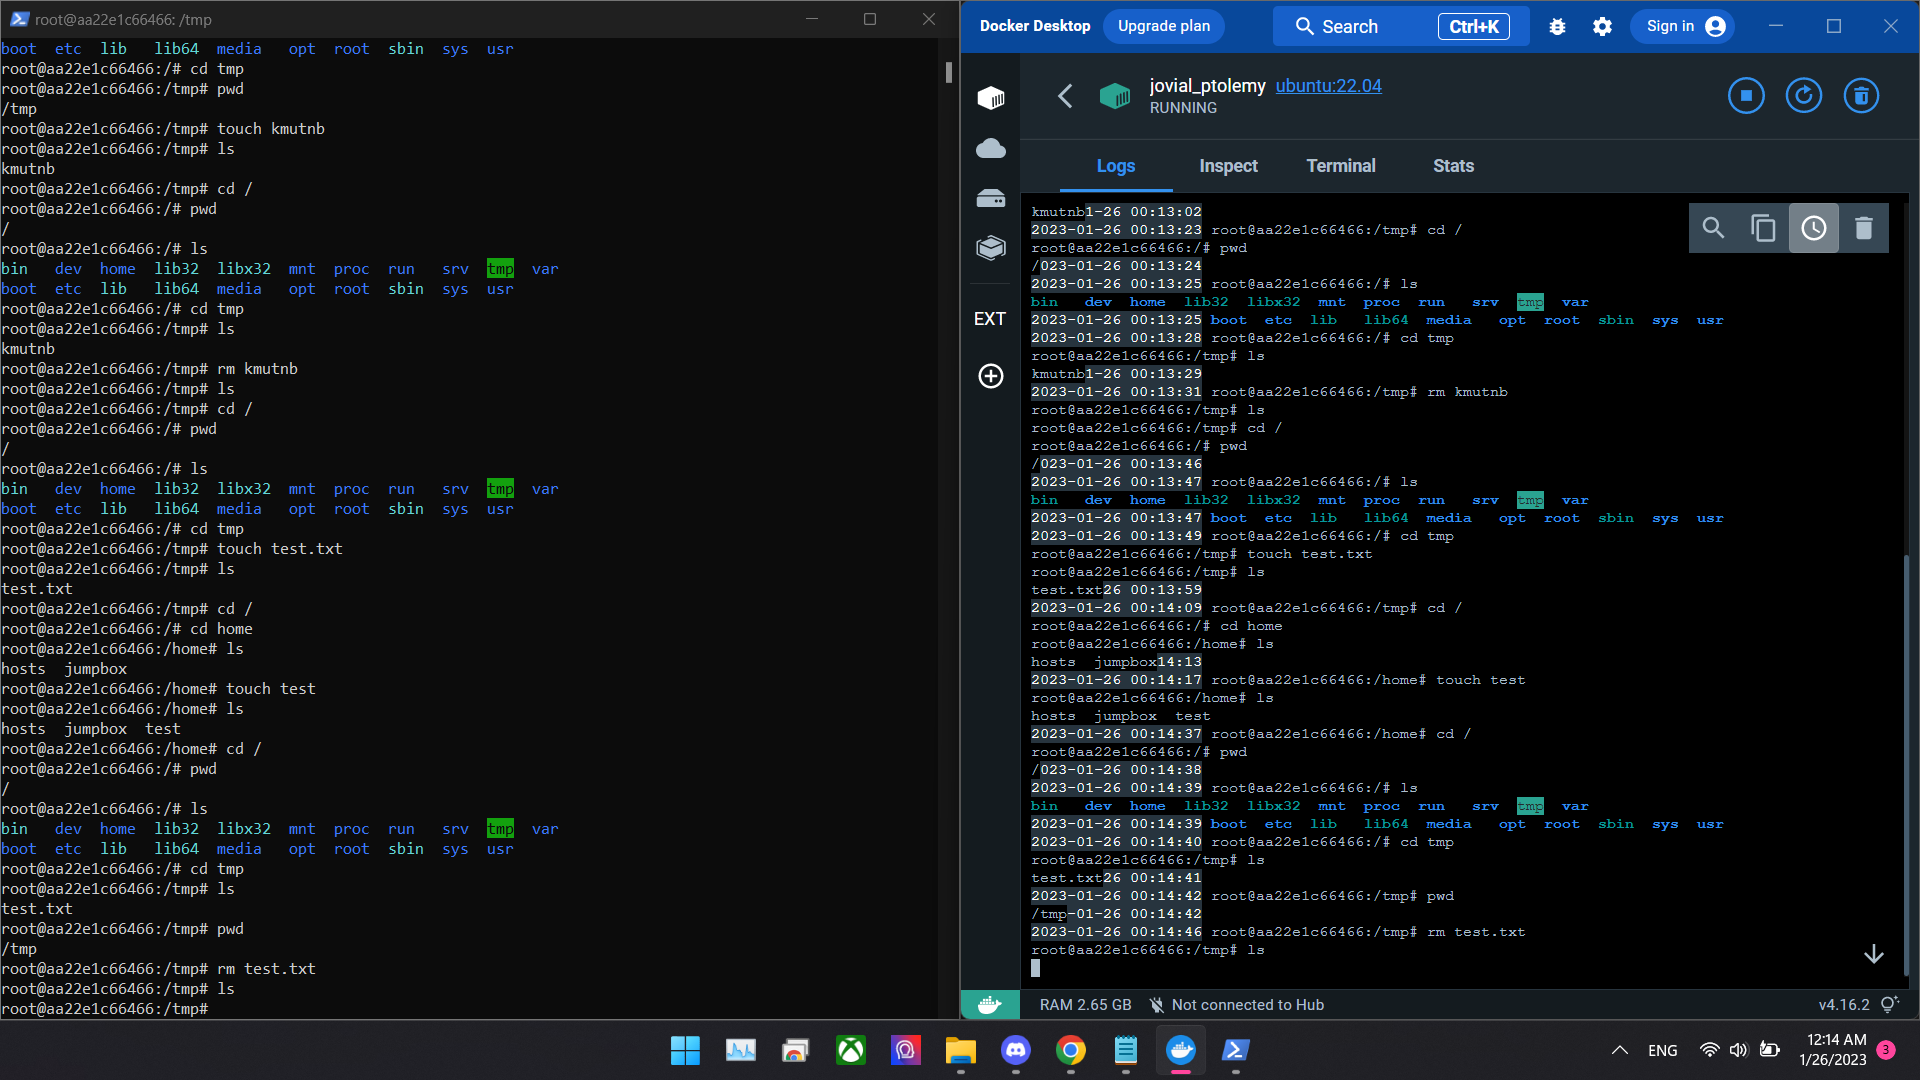 root@aa22e1c66466: /tmp
boot  etc  lib   lib64  media   opt  root  sbin  sys  usr
root@aa22e1c66466:/# cd tmp
root@aa22e1c66466:/tmp# pwd
/tmp
root@aa22e1c66466:/tmp# touch kmutnb
root@aa22e1c66466:/tmp# ls
kmutnb
root@aa22e1c66466:/tmp# cd /
root@aa22e1c66466:/# pwd
/
root@aa22e1c66466:/# ls
bin   dev  home  lib32  libx32  mnt  proc  run   srv  tmp  var
boot  etc  lib   lib64  media   opt  root  sbin  sys  usr
root@aa22e1c66466:/# cd tmp
root@aa22e1c66466:/tmp# ls
kmutnb
root@aa22e1c66466:/tmp# rm kmutnb
root@aa22e1c66466:/tmp# ls
root@aa22e1c66466:/tmp# cd /
root@aa22e1c66466:/# pwd
/
root@aa22e1c66466:/# ls
bin   dev  home  lib32  libx32  mnt  proc  run   srv  tmp  var
boot  etc  lib   lib64  media   opt  root  sbin  sys  usr
root@aa22e1c66466:/# cd tmp
root@aa22e1c66466:/tmp# touch test.txt
root@aa22e1c66466:/tmp# ls
test.txt
root@aa22e1c66466:/tmp# cd /
root@aa22e1c66466:/# cd home
root@aa22e1c66466:/home# ls
hosts  jumpbox
root@aa22e1c66466:/home# touch test
root@aa22e1c66466:/home# ls
hosts  jumpbox  test
root@aa22e1c66466:/home# cd /
root@aa22e1c66466:/# pwd
/
root@aa22e1c66466:/# ls
bin   dev  home  lib32  libx32  mnt  proc  run   srv  tmp  var
boot  etc  lib   lib64  media   opt  root  sbin  sys  usr
root@aa22e1c66466:/# cd tmp
root@aa22e1c66466:/tmp# ls
test.txt
root@aa22e1c66466:/tmp# pwd
/tmp
root@aa22e1c66466:/tmp# rm test.txt
root@aa22e1c66466:/tmp# ls
root@aa22e1c66466:/tmp#
Docker Desktop  Upgrade plan  Search  Ctrl+K  Sign in
EXT
jovial_ptolemy  ubuntu:22.04
RUNNING
Logs  Inspect  Terminal  Stats
kmutnb1-26 00:13:02
2023-01-26 00:13:23 root@aa22e1c66466:/tmp# cd /
root@aa22e1c66466:/# pwd
/023-01-26 00:13:24
2023-01-26 00:13:25 root@aa22e1c66466:/# ls
bin   dev  home  lib32  libx32  mnt  proc  run   srv  tmp  var
2023-01-26 00:13:25 boot  etc  lib   lib64  media   opt  root  sbin  sys  usr
2023-01-26 00:13:28 root@aa22e1c66466:/# cd tmp
root@aa22e1c66466:/tmp# ls
kmutnb1-26 00:13:29
2023-01-26 00:13:31 root@aa22e1c66466:/tmp# rm kmutnb
root@aa22e1c66466:/tmp# ls
root@aa22e1c66466:/tmp# cd /
root@aa22e1c66466:/# pwd
/023-01-26 00:13:46
2023-01-26 00:13:47 root@aa22e1c66466:/# ls
bin   dev  home  lib32  libx32  mnt  proc  run   srv  tmp  var
2023-01-26 00:13:47 boot  etc  lib   lib64  media   opt  root  sbin  sys  usr
2023-01-26 00:13:49 root@aa22e1c66466:/# cd tmp
root@aa22e1c66466:/tmp# touch test.txt
root@aa22e1c66466:/tmp# ls
test.txt26 00:13:59
2023-01-26 00:14:09 root@aa22e1c66466:/tmp# cd /
root@aa22e1c66466:/# cd home
root@aa22e1c66466:/home# ls
hosts  jumpbox14:13
2023-01-26 00:14:17 root@aa22e1c66466:/home# touch test
root@aa22e1c66466:/home# ls
hosts  jumpbox  test
2023-01-26 00:14:37 root@aa22e1c66466:/home# cd /
root@aa22e1c66466:/# pwd
/023-01-26 00:14:38
2023-01-26 00:14:39 root@aa22e1c66466:/# ls
bin   dev  home  lib32  libx32  mnt  proc  run   srv  tmp  var
2023-01-26 00:14:39 boot  etc  lib   lib64  media   opt  root  sbin  sys  usr
2023-01-26 00:14:40 root@aa22e1c66466:/# cd tmp
root@aa22e1c66466:/tmp# ls
test.txt26 00:14:41
2023-01-26 00:14:42 root@aa22e1c66466:/tmp# pwd
/tmp-01-26 00:14:42
2023-01-26 00:14:46 root@aa22e1c66466:/tmp# rm test.txt
root@aa22e1c66466:/tmp# ls
RAM 2.65 GB  Not connected to Hub  v4.16.2
ENG  12:14 AM
1/26/2023  3